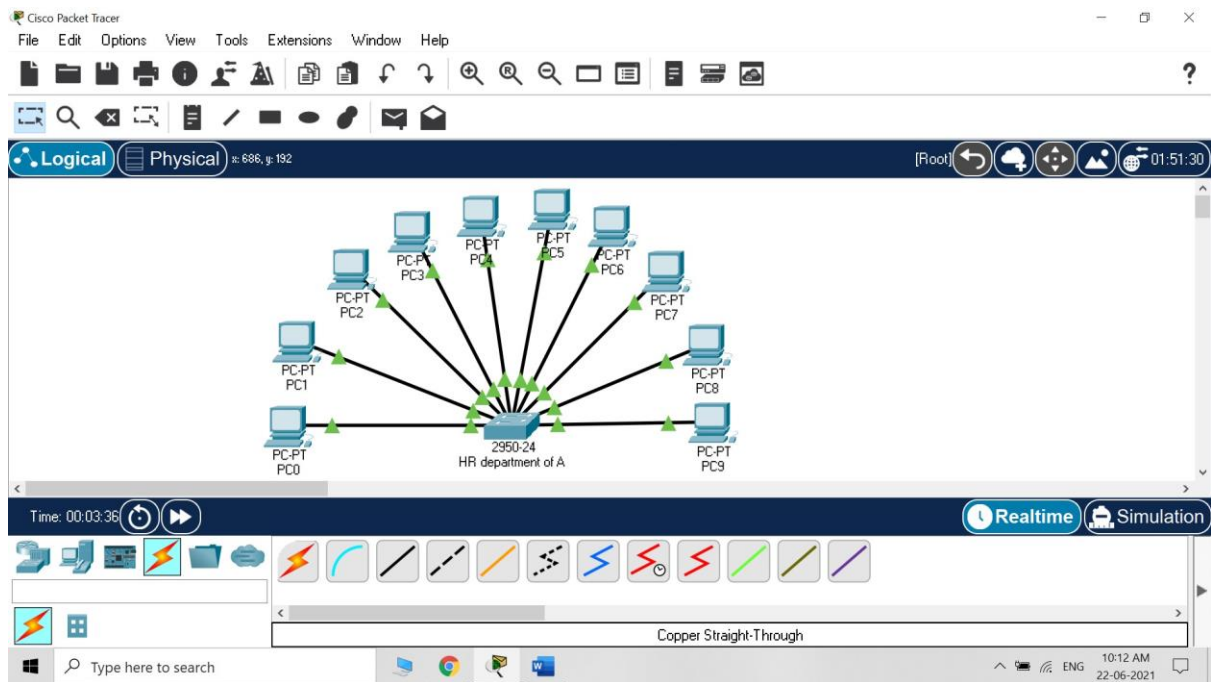 Cisco Packet Tracer
File Edit Options View Tools Extensions Window Help
Logical Physical x: 686, y: 192 [Root] 01:51:30
PC-PT
PC0
PC-PT
PC1
PC-PT
PC2
PC-PT
PC3
PC-PT
PC4
PC-PT
PC5
PC-PT
PC6
PC-PT
PC7
PC-PT
PC8
PC-PT
PC9
2950-24
HR department of A
Time: 00:03:36 Realtime Simulation
Copper Straight-Through
Type here to search ENG 10:12 AM
22-06-2021